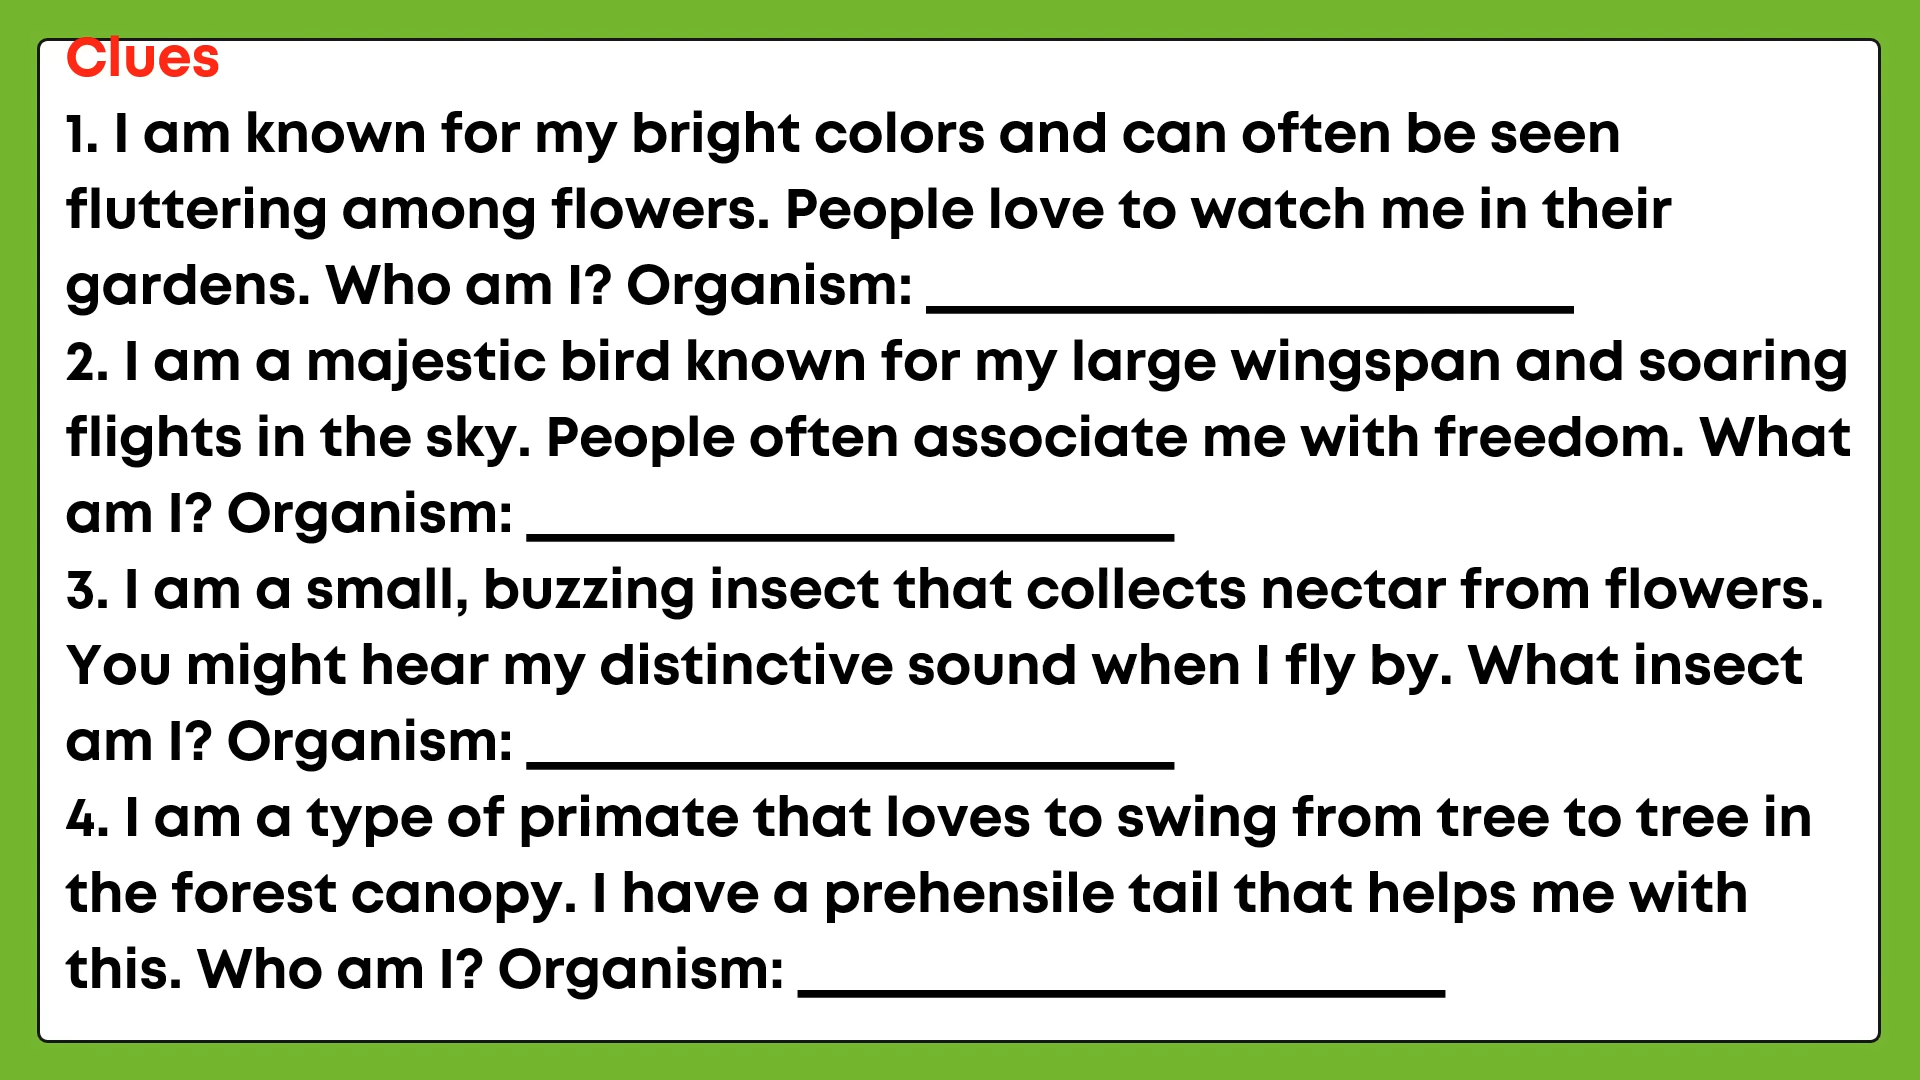 Clues
1. I am known for my bright colors and can often be seen
fluttering among flowers. People love to watch me in their
gardens. Who am I? Organism: ________________________
2. I am a majestic bird known for my large wingspan and soaring
flights in the sky. People often associate me with freedom. What
am I? Organism: ________________________
3. I am a small, buzzing insect that collects nectar from flowers.
You might hear my distinctive sound when I fly by. What insect
am I? Organism: ________________________
4. I am a type of primate that loves to swing from tree to tree in
the forest canopy. I have a prehensile tail that helps me with
this. Who am I? Organism: ________________________